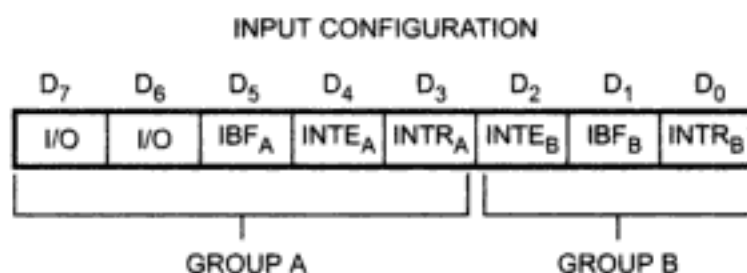 INPUT CONFIGURATION
D7 D6 D5 D4 D3 D2 D1 D0
I/O I/O IBFA INTEA INTRA INTEB IBFB INTRB
GROUP A GROUP B